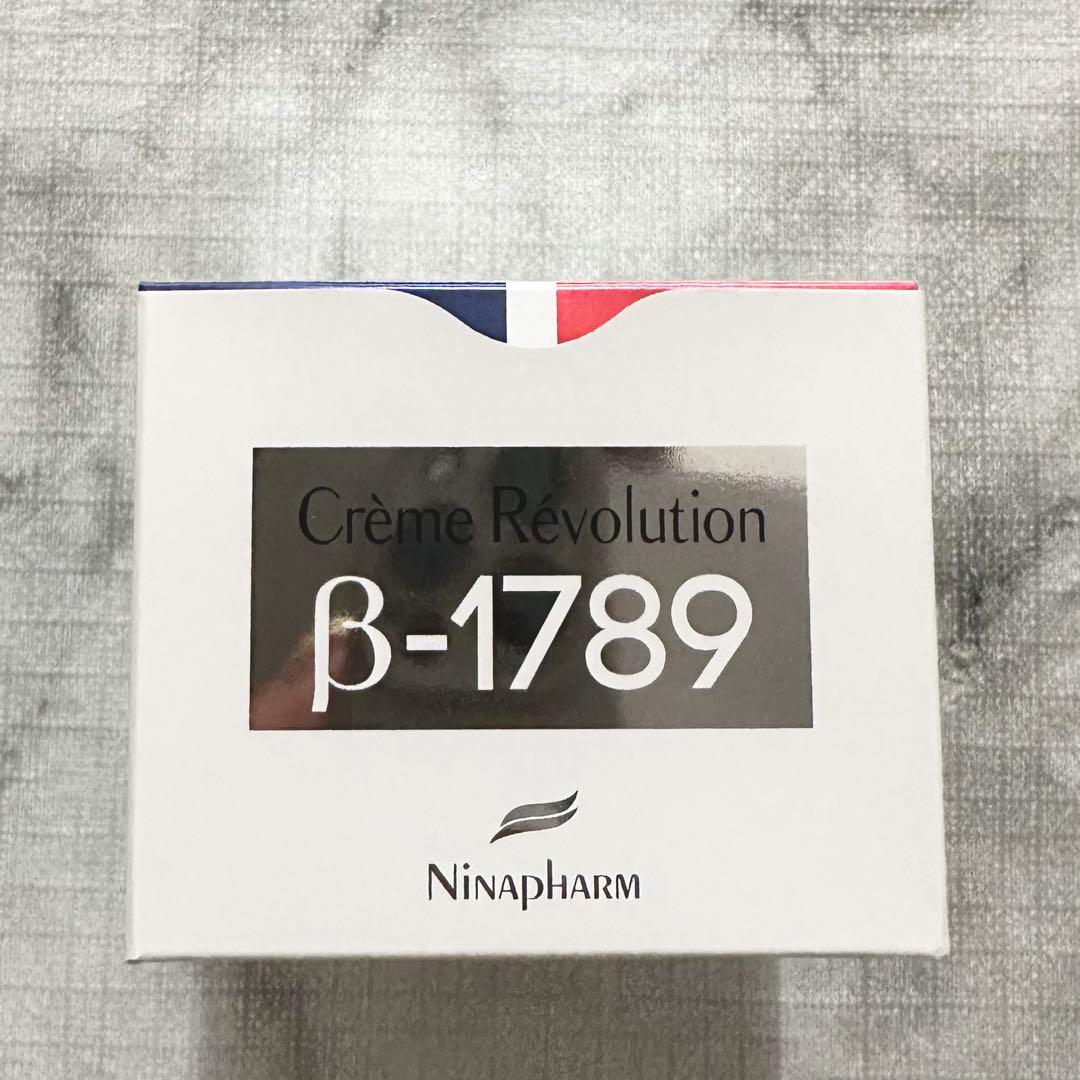 Crème Révolution
β-1789
NINAPHARM